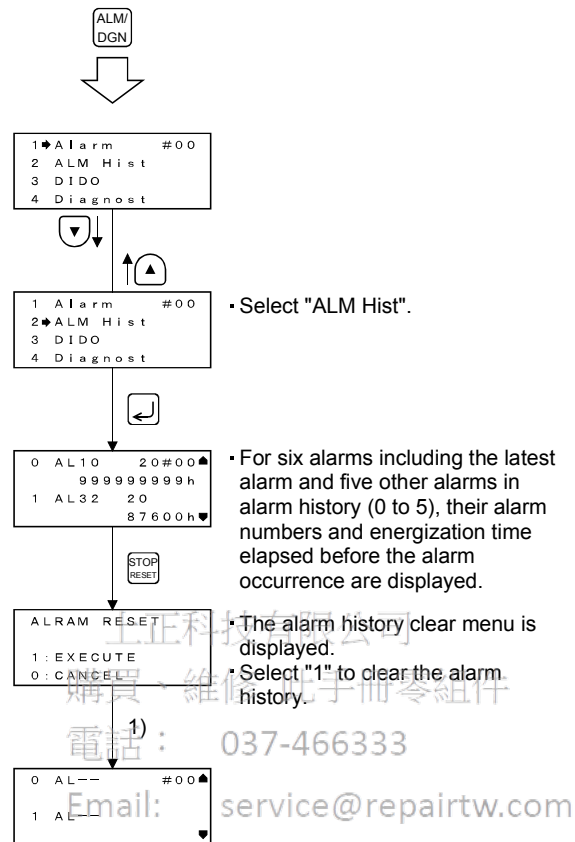 ALM/
DGN
1 Alarm #00
2 ALM Hist
3 DIDO
4 Diagnost
1 Alarm #00
2 ALM Hist
3 DIDO
4 Diagnost
▪ Select "ALM Hist".
0 AL10 20#00
999999999h
1 AL32 20
87600h
▪ For six alarms including the latest
alarm and five other alarms in
alarm history (0 to 5), their alarm
numbers and energization time
elapsed before the alarm
occurrence are displayed.
STOP
RESET
ALRAM RESET
1:EXECUTE
0:CANCEL
▪ The alarm history clear menu is
displayed.
▪ Select "1" to clear the alarm
history.
上正科技有限公司
購買、維修、此手冊零組件
電話: 037-466333
Email: service@repairtw.com
1)
0 AL-- #00
1 AL--